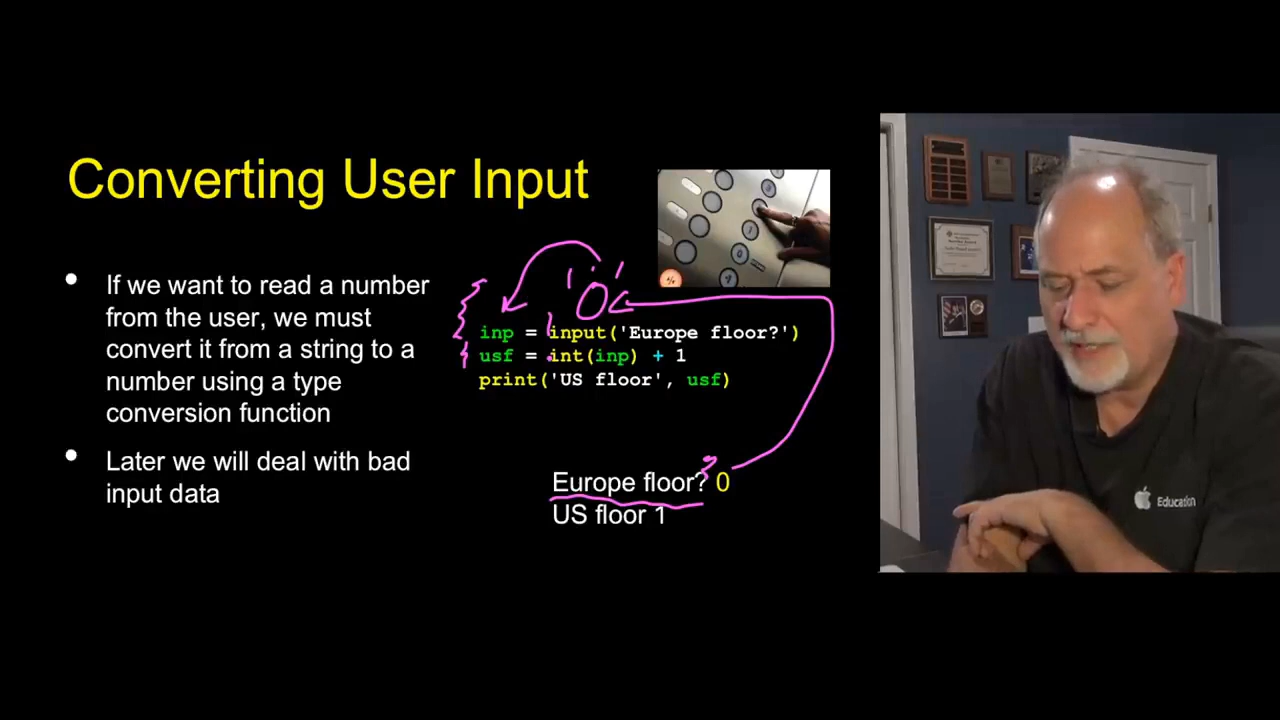 Converting User Input
If we want to read a number
from the user, we must
convert it from a string to a
number using a type
conversion function
Later we will deal with bad
input data
'0'
inp = input('Europe floor?')
usf = int(inp) + 1
print('US floor', usf)
Europe floor? 0
US floor 1
Education